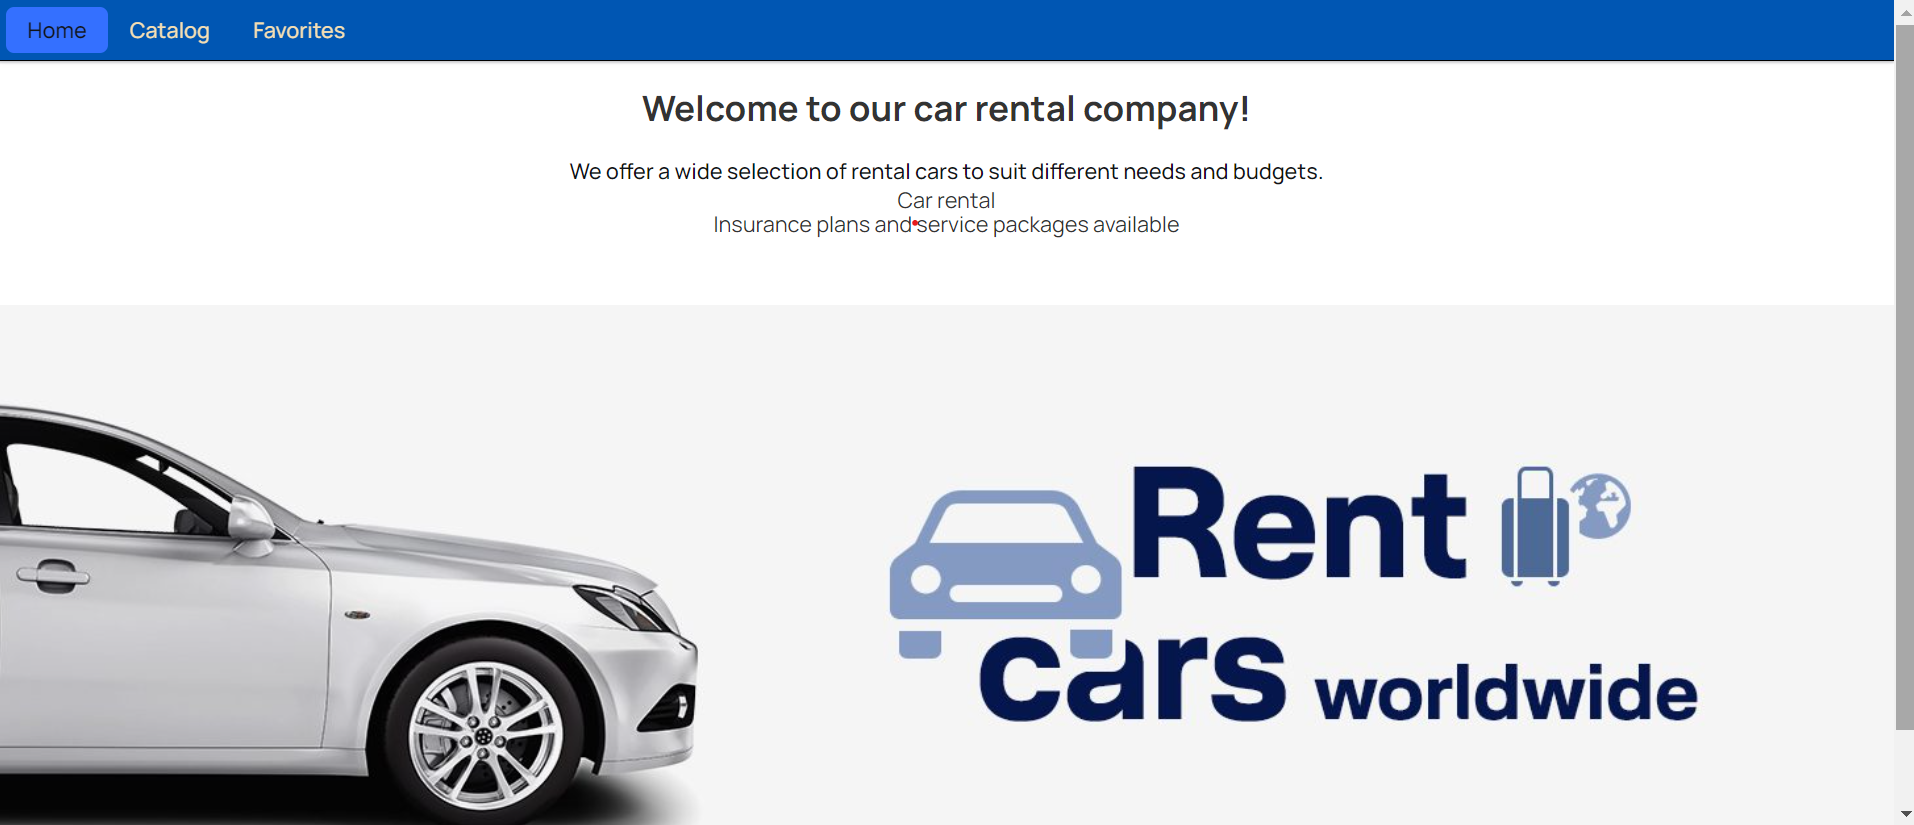 Home Catalog Favorites
Welcome to our car rental company!
We offer a wide selection of rental cars to suit different needs and budgets.
Car rental
Insurance plans and service packages available
Rent
cars worldwide